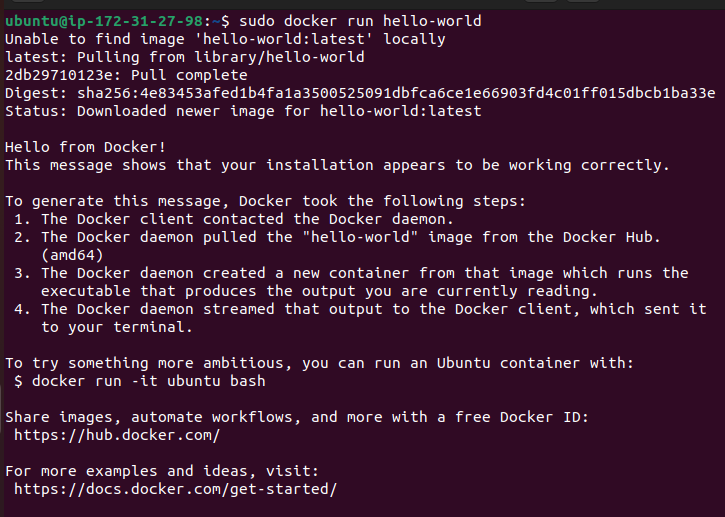 ubuntu@ip-172-31-27-98:~$ sudo docker run hello-world
Unable to find image 'hello-world:latest' locally
latest: Pulling from library/hello-world
2db29710123e: Pull complete
Digest: sha256:4e83453afed1b4fa1a3500525091dbfca6ce1e66903fd4c01ff015dbcb1ba33e
Status: Downloaded newer image for hello-world:latest

Hello from Docker!
This message shows that your installation appears to be working correctly.

To generate this message, Docker took the following steps:
 1. The Docker client contacted the Docker daemon.
 2. The Docker daemon pulled the "hello-world" image from the Docker Hub.
    (amd64)
 3. The Docker daemon created a new container from that image which runs the
    executable that produces the output you are currently reading.
 4. The Docker daemon streamed that output to the Docker client, which sent it
    to your terminal.

To try something more ambitious, you can run an Ubuntu container with:
 $ docker run -it ubuntu bash

Share images, automate workflows, and more with a free Docker ID:
 https://hub.docker.com/

For more examples and ideas, visit:
 https://docs.docker.com/get-started/